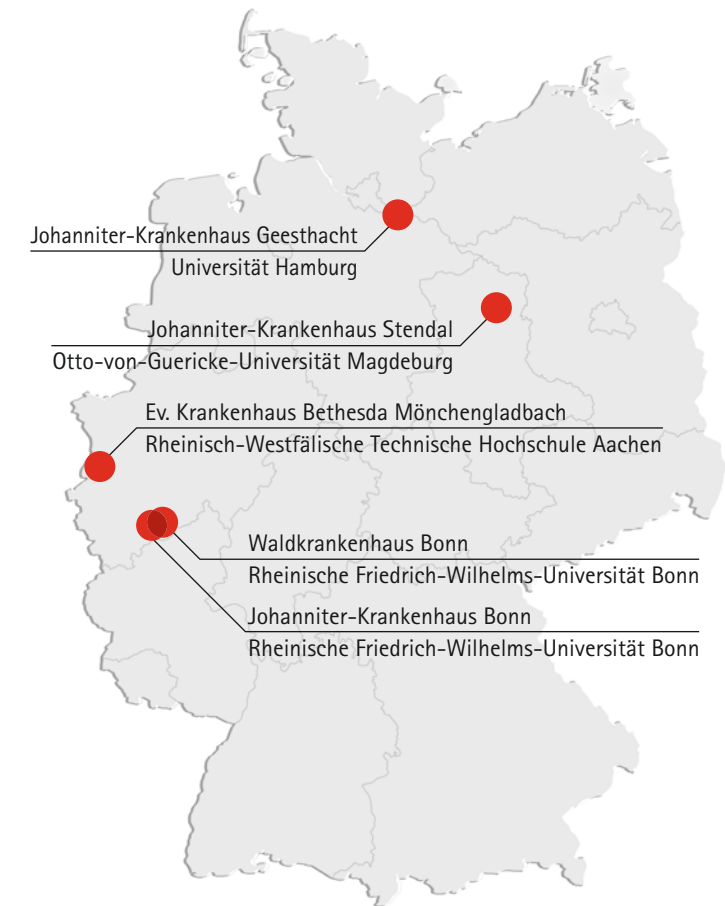 Johanniter-Krankenhaus Geesthacht
Universität Hamburg
Johanniter-Krankenhaus Stendal
Otto-von-Guericke-Universität Magdeburg
Ev. Krankenhaus Bethesda Mönchengladbach
Rheinisch-Westfälische Technische Hochschule Aachen
Waldkrankenhaus Bonn
Rheinische Friedrich-Wilhelms-Universität Bonn
Johanniter-Krankenhaus Bonn
Rheinische Friedrich-Wilhelms-Universität Bonn